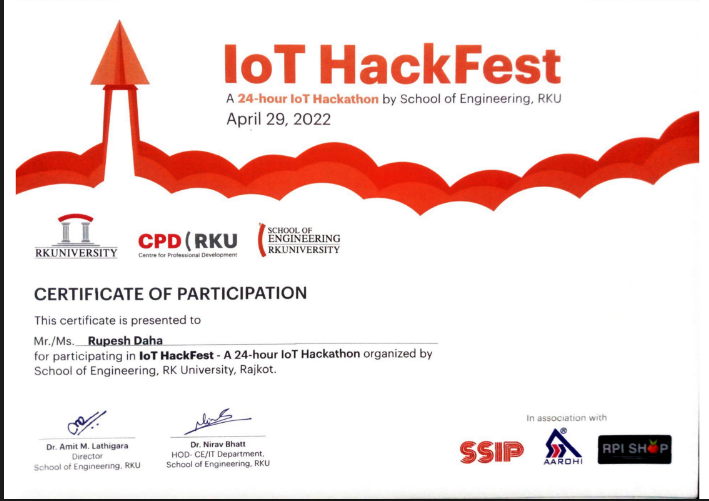 IoT HackFest
A 24-hour IoT Hackathon by School of Engineering, RKU
April 29, 2022
RKUNIVERSITY
CPD(RKU
Centre for Professional Development
SCHOOL OF
ENGINEERING
RKUNIVERSITY
CERTIFICATE OF PARTICIPATION
This certificate is presented to
Mr./Ms. Rupesh Daha
for participating in IoT HackFest - A 24-hour IoT Hackathon organized by
School of Engineering, RK University, Rajkot.
Dr. Amit M. Lathigara
Director
School of Engineering, RKU
Dr. Nirav Bhatt
HOD- CE/IT Department,
School of Engineering, RKU
In association with
SSIP
AAROHI
®
RPI SHOP